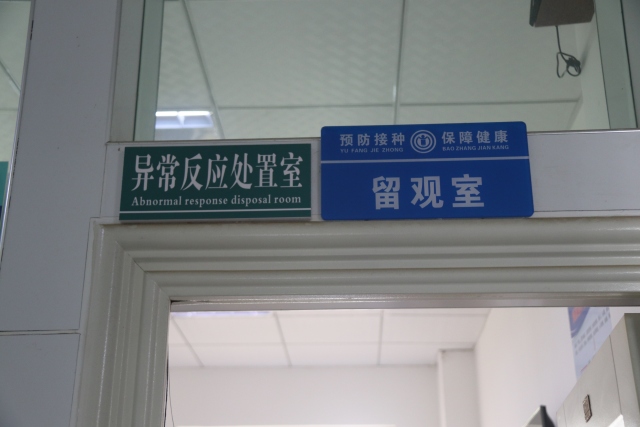 异常反应处置室
Abnormal response disposal room
预防接种 保障健康
YU FANG JIE ZHONG BAO ZHANG JIAN KANG
留观室